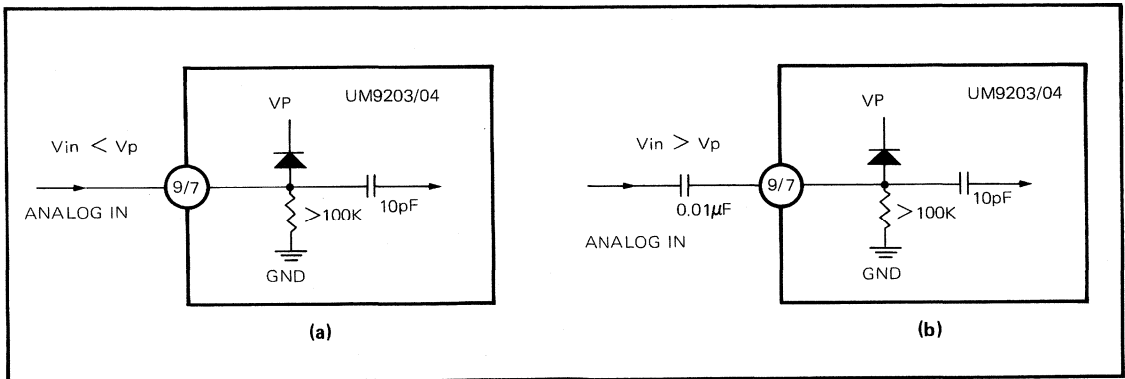 UM9203/04
VP
Vin < Vp
9/7
ANALOG IN
>100K
10pF
GND
(a)
UM9203/04
VP
Vin > Vp
9/7
0.01µF
>100K
10pF
ANALOG IN
GND
(b)